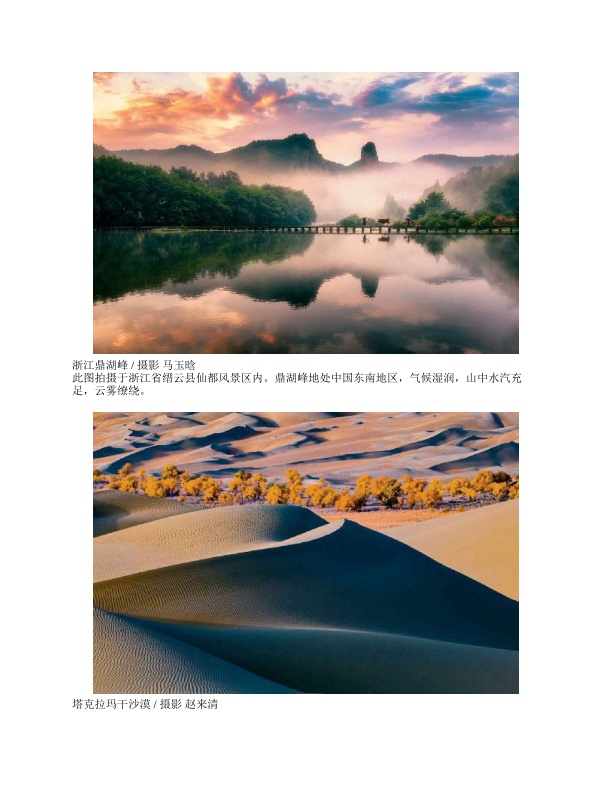 浙江鼎湖峰 / 摄影 马玉晗
此图拍摄于浙江省缙云县仙都风景区内。鼎湖峰地处中国东南地区，气候湿润，山中水汽充
足，云雾缭绕。
塔克拉玛干沙漠 / 摄影 赵来清